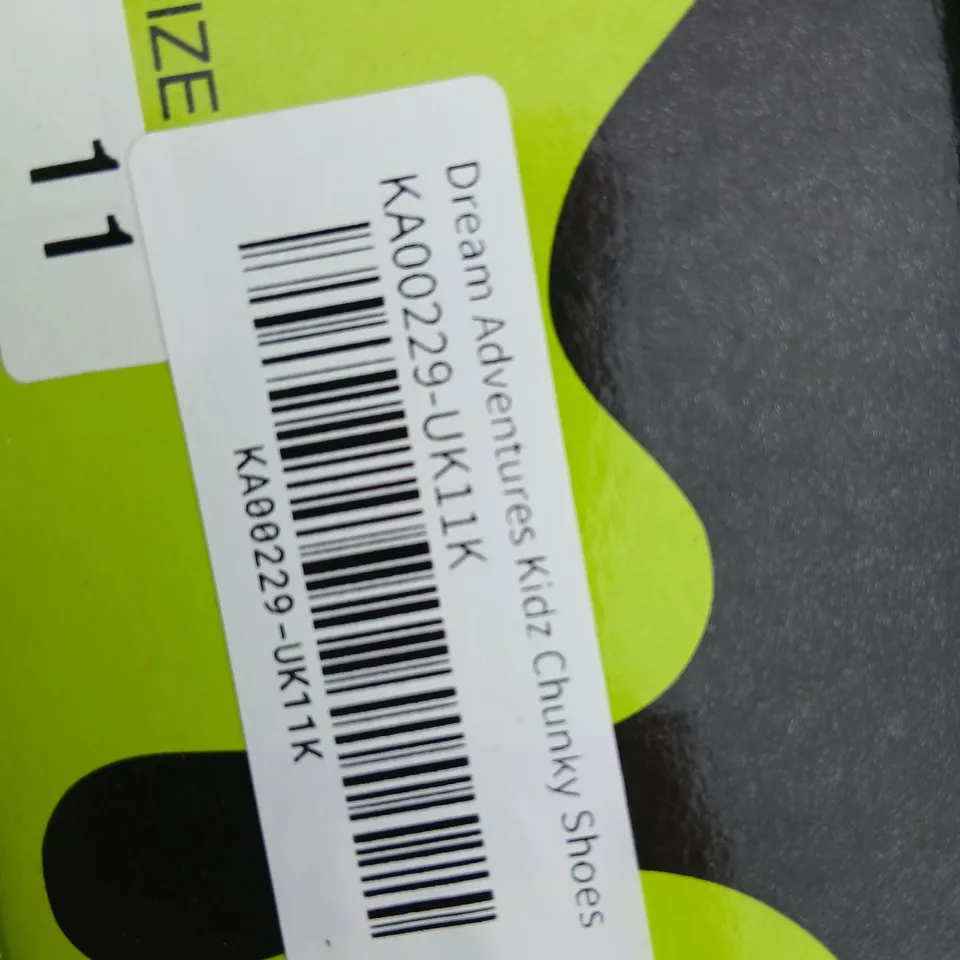 IZE
11
Dream Adventures Kidz Chunky Shoes
KA00229-UK11K
KA00229-UK11K